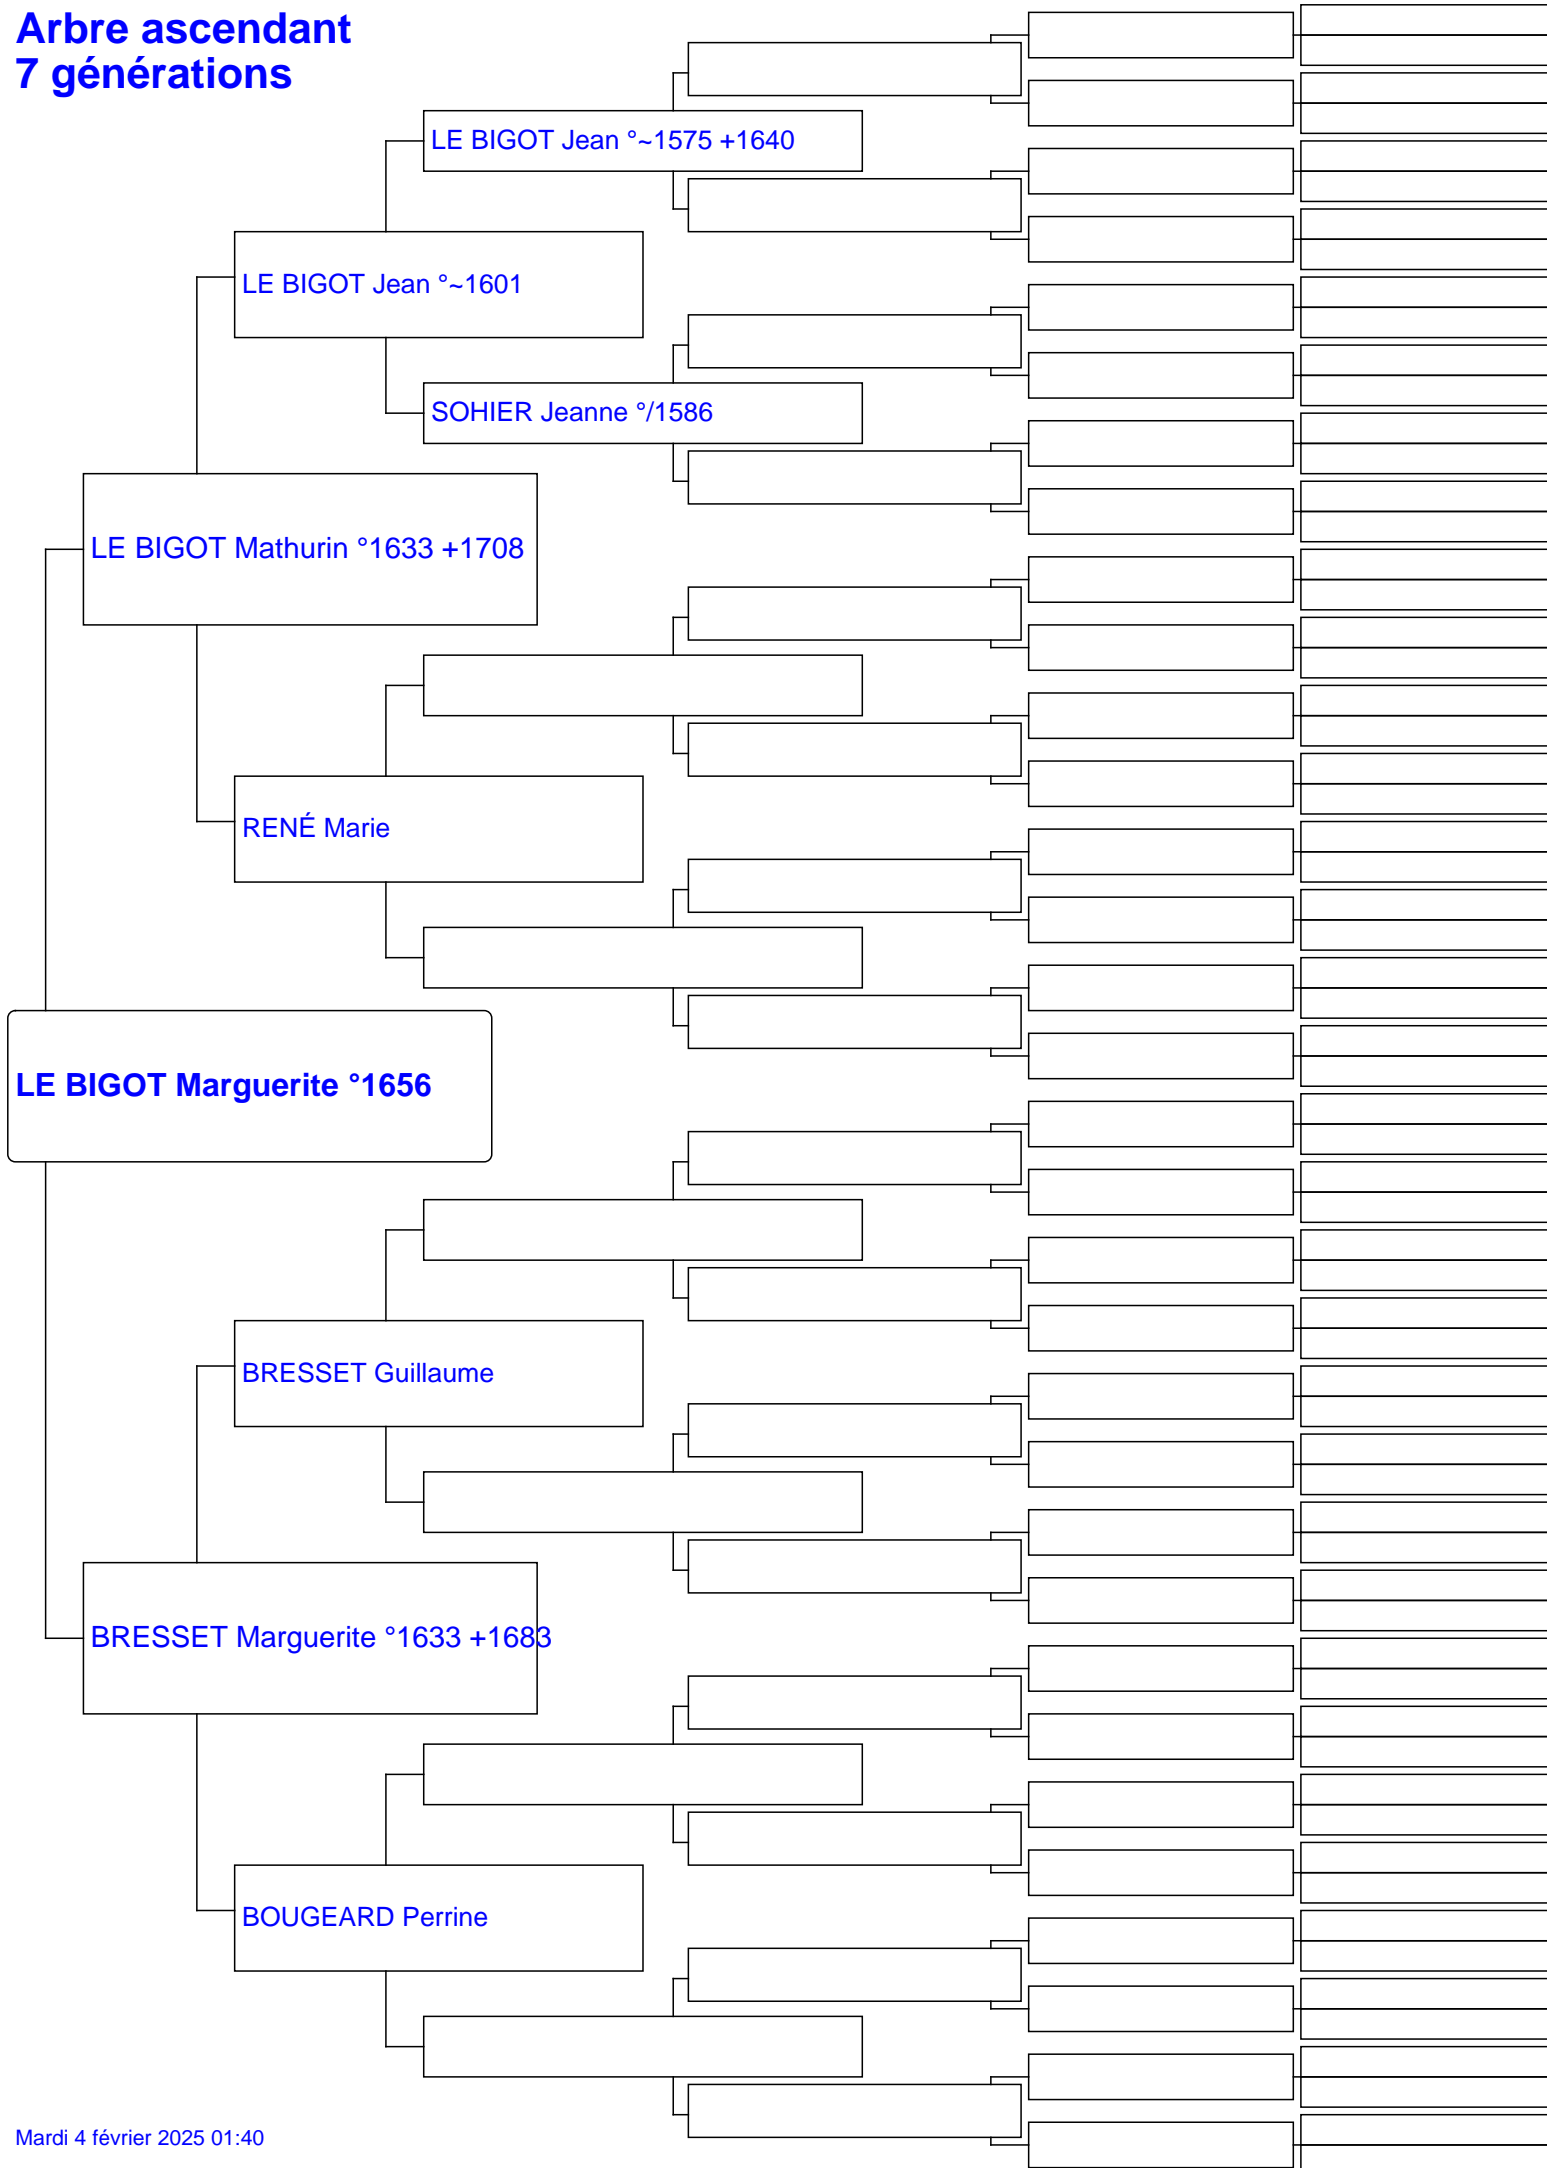 Arbre ascendant
7 générations
LE BIGOT Jean °~1575 +1640
LE BIGOT Jean °~1601
SOHIER Jeanne °/1586
LE BIGOT Mathurin °1633 +1708
RENÉ Marie
LE BIGOT Marguerite °1656
BRESSET Guillaume
BRESSET Marguerite °1633 +1683
BOUGEARD Perrine
Mardi 4 février 2025 01:40